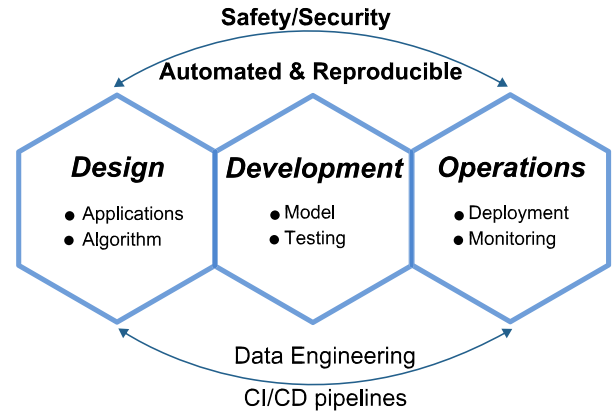 Safety/Security
Automated & Reproducible
Design
● Applications
● Algorithm
Development
● Model
● Testing
Operations
● Deployment
● Monitoring
Data Engineering
CI/CD pipelines